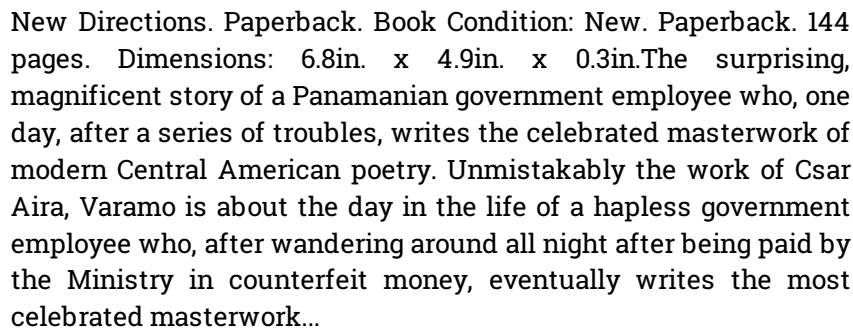 New Directions. Paperback. Book Condition: New. Paperback. 144
pages. Dimensions: 6.8in. x 4.9in. x 0.3in.The surprising,
magnificent story of a Panamanian government employee who, one
day, after a series of troubles, writes the celebrated masterwork of
modern Central American poetry. Unmistakably the work of Csar
Aira, Varamo is about the day in the life of a hapless government
employee who, after wandering around all night after being paid by
the Ministry in counterfeit money, eventually writes the most
celebrated masterwork...